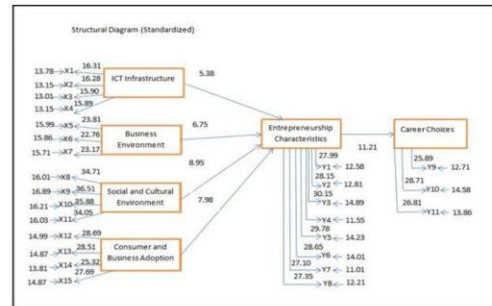 Structural Diagram (Standardized)
16.31
13.78 X1
16.28
13.15 X2
15.90
13.01 X3
15.89
13.15 X4
ICT Infrastructure
5.38
23.81
15.99 X5
22.76
15.86 X6
23.17
15.71 X7
Business
Environment
6.75
34.71
16.01 X8
36.51
16.89 X9
35.88
16.21 X10
34.05
16.03 X11
Social and Cultural
Environment
8.95
28.69
14.99 X12
28.51
14.87 X13
25.32
13.81 X14
27.69
14.87 X15
Consumer and
Business Adoption
7.98
Entrepreneurship
Characteristics
27.99
Y1 12.58
28.15
Y2 12.81
30.15
Y3 14.89
Y4 11.55
29.78
Y5 14.23
28.65
Y6 14.01
27.10
Y7 11.01
27.35
Y8 12.21
11.21
Career Choices
25.89
Y9 12.71
28.71
Y10 14.58
26.81
Y11 13.86